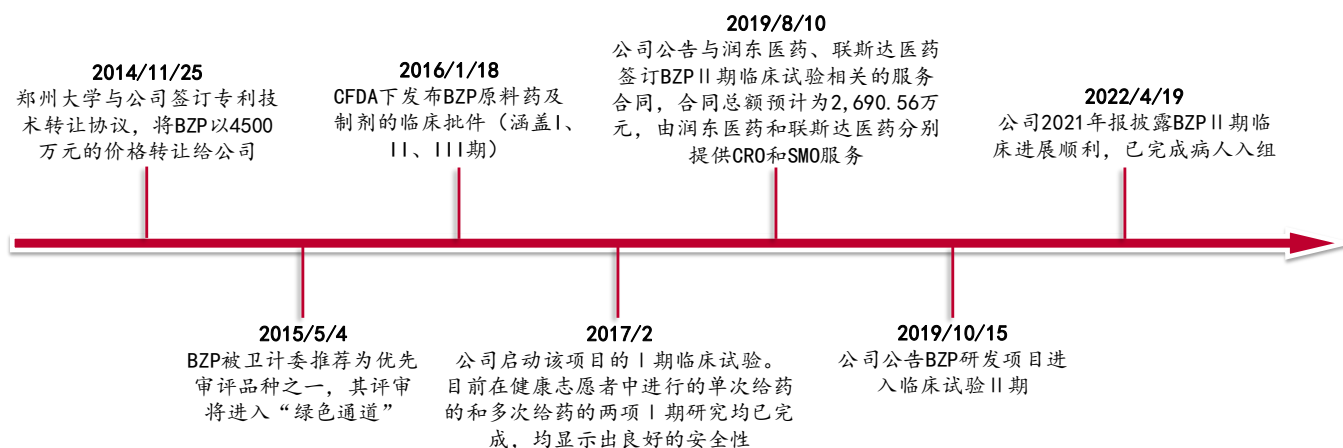 2014/11/25
郑州大学与公司签订专利技
术转让协议，将BZP以4500
万元的价格转让给公司
2016/1/18
CFDA下发布BZP原料药及
制剂的临床批件（涵盖I、
II、III期）
2019/8/10
公司公告与润东医药、联斯达医药
签订BZPⅡ期临床试验相关的服务
合同，合同总额预计为2,690.56万
元，由润东医药和联斯达医药分别
提供CRO和SMO服务
2022/4/19
公司2021年报披露BZPⅡ期临
床进展顺利，已完成病人入组
2015/5/4
BZP被卫计委推荐为优先
审评品种之一，其评审
将进入“绿色通道”
2017/2
公司启动该项目的Ⅰ期临床试验。
目前在健康志愿者中进行的单次给药
的和多次给药的两项Ⅰ期研究均已完
成，均显示出良好的安全性
2019/10/15
公司公告BZP研发项目进
入临床试验Ⅱ期